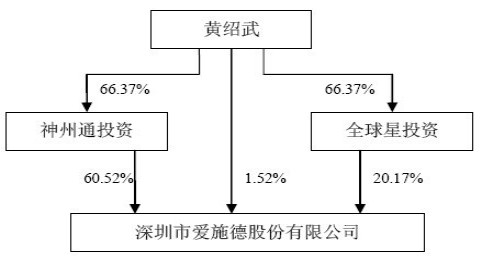 黄绍武
66.37%
66.37%
神州通投资
全球星投资
60.52%
1.52%
20.17%
深圳市爱施德股份有限公司